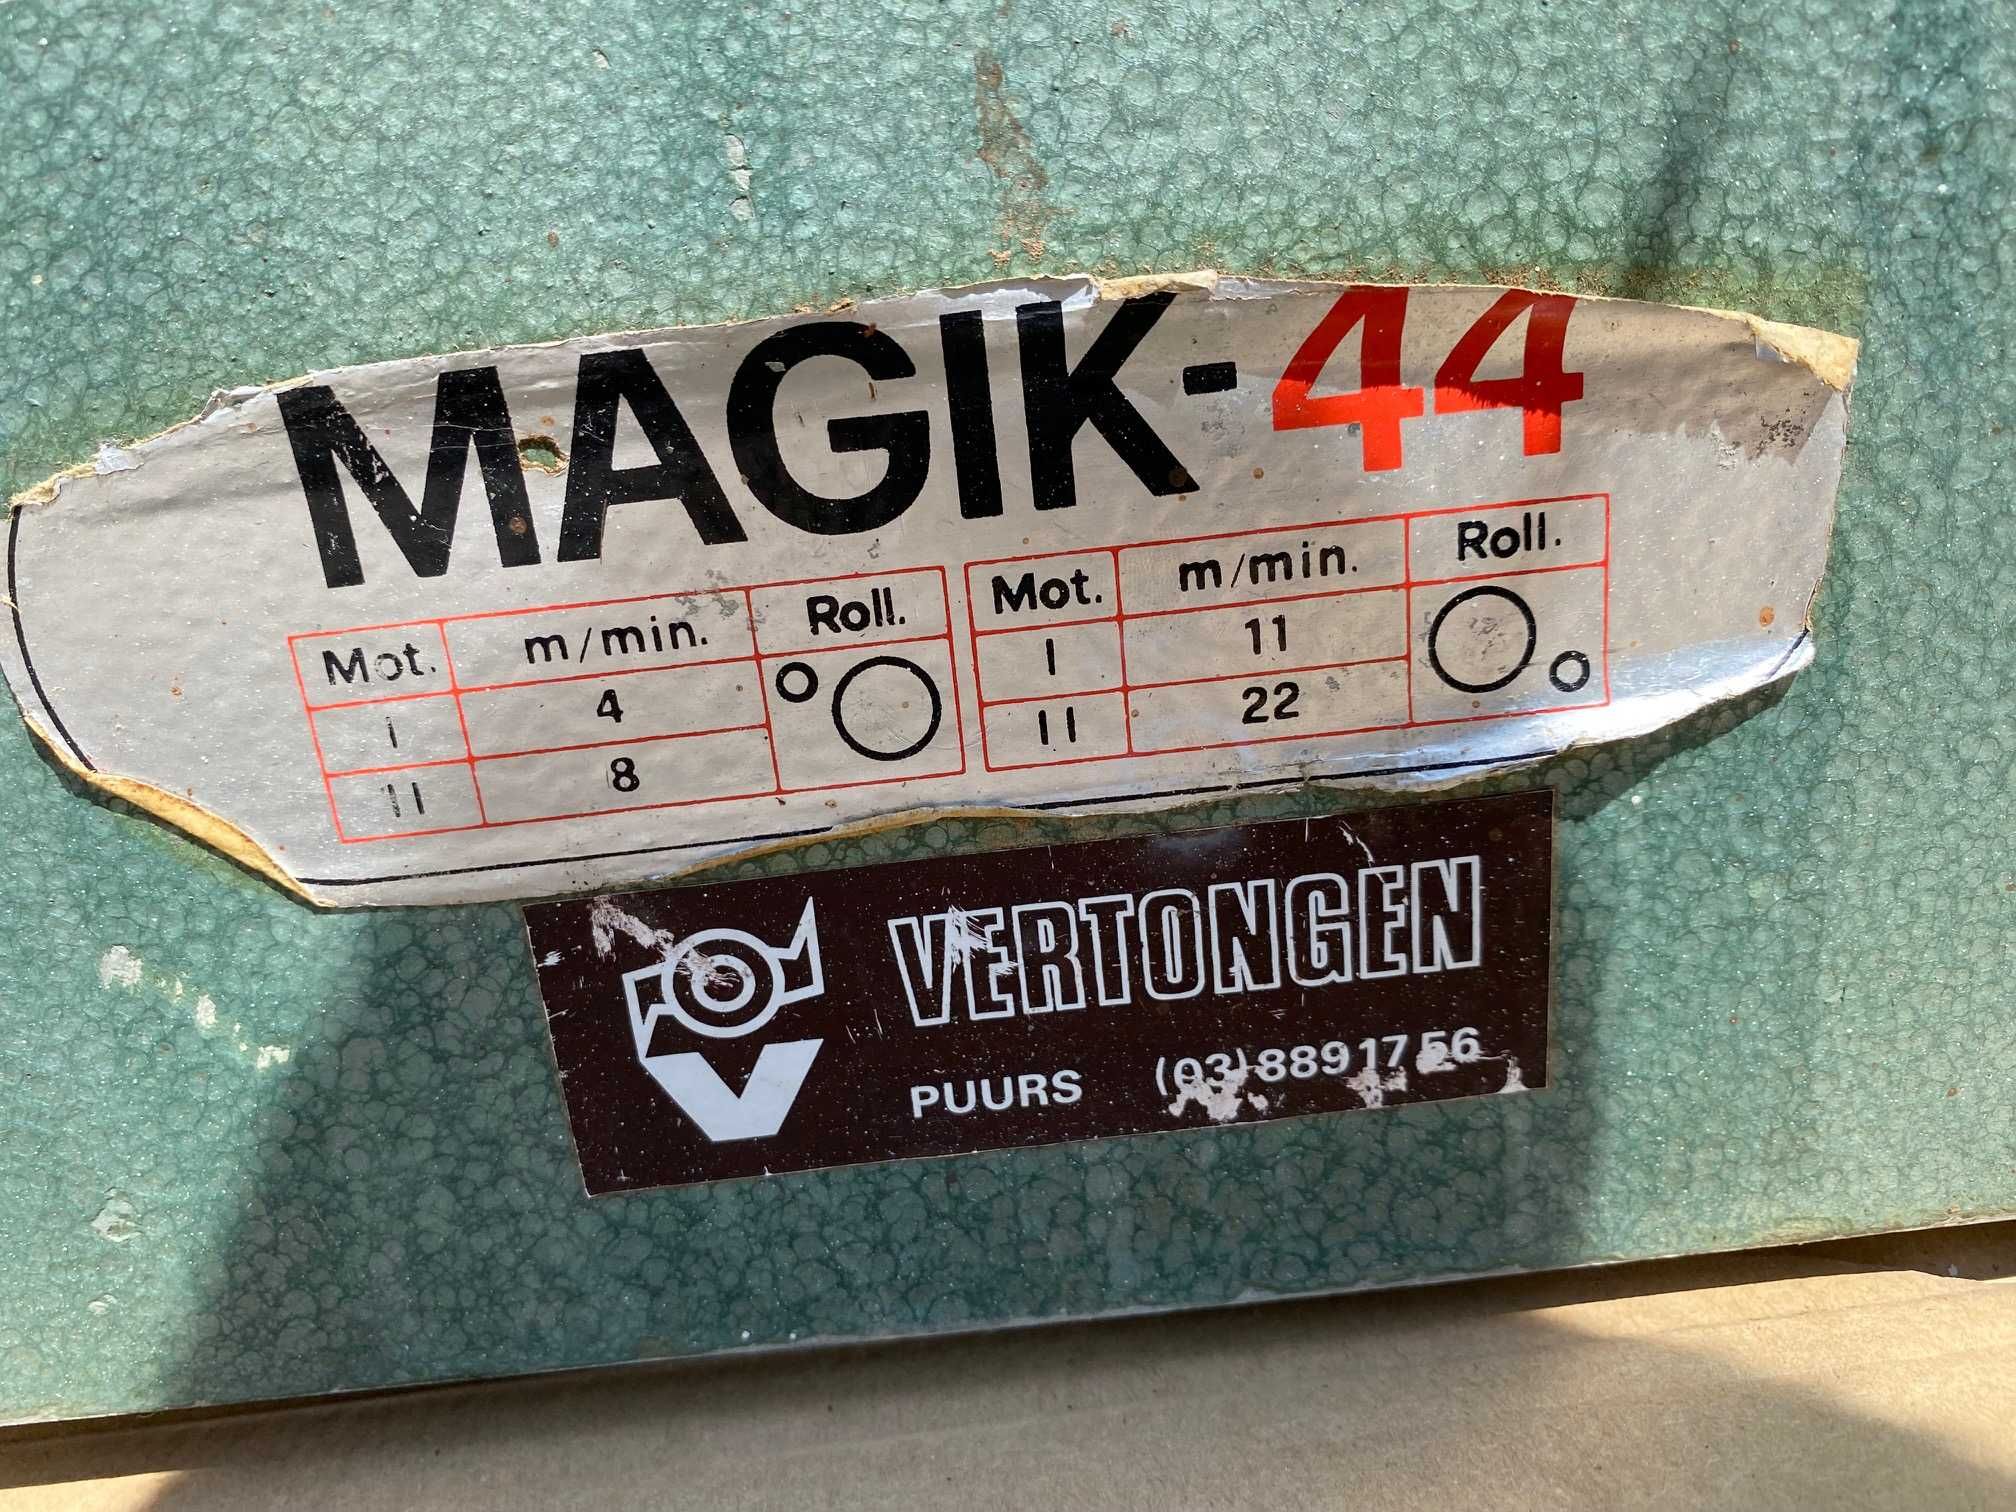 MAGIK-44
Mot. m/min. Roll.
I 4
II 8
Mot. m/min. Roll.
I 11
II 22
VERTONGEN
PUURS (03) 889 17 56